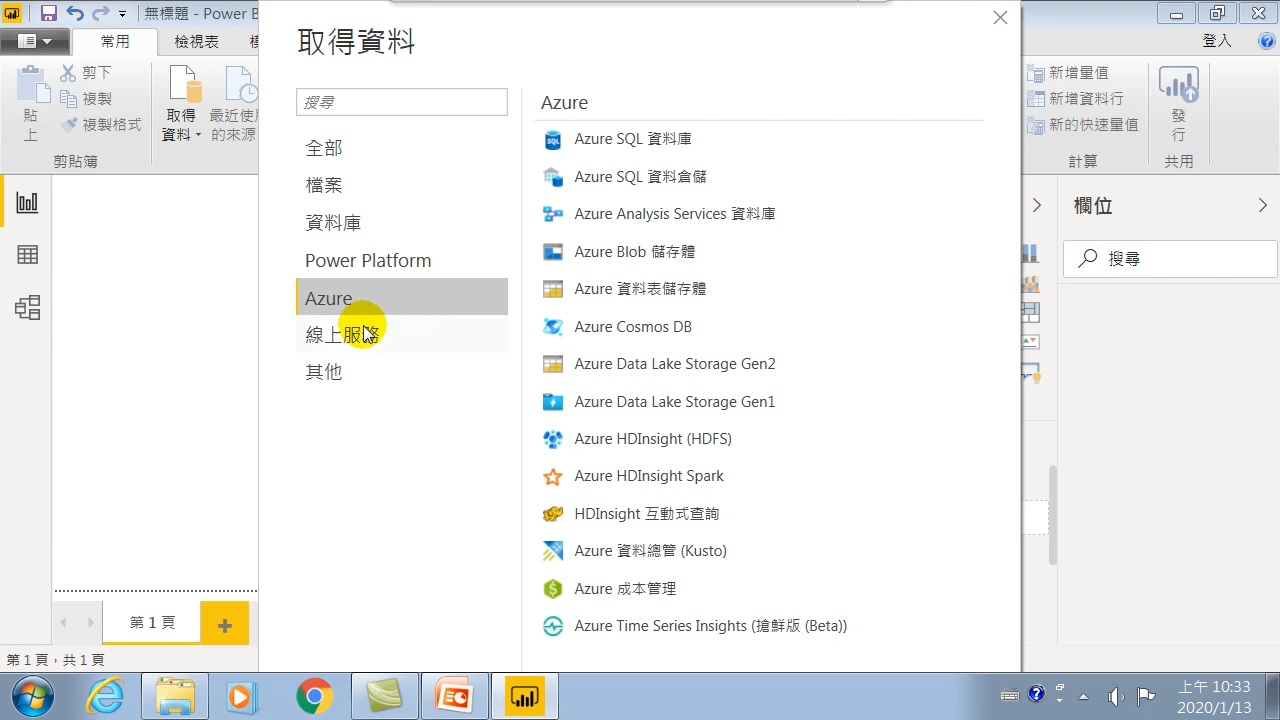 無標題 - Power B
常用
檢視表
登入
貼上
剪下
複製
複製格式
剪貼簿
取得資料
最近使
的來源
新增量值
新增資料行
新的快速量值
計算
發行
共用
取得資料
搜尋
全部
檔案
資料庫
Power Platform
Azure
線上服務
其他
Azure
Azure SQL 資料庫
Azure SQL 資料倉儲
Azure Analysis Services 資料庫
Azure Blob 儲存體
Azure 資料表儲存體
Azure Cosmos DB
Azure Data Lake Storage Gen2
Azure Data Lake Storage Gen1
Azure HDInsight (HDFS)
Azure HDInsight Spark
HDInsight 互動式查詢
Azure 資料總管 (Kusto)
Azure 成本管理
Azure Time Series Insights (搶鮮版 (Beta))
欄位
搜尋
第 1 頁
第 1 頁，共 1 頁
上午 10:33
2020/1/13